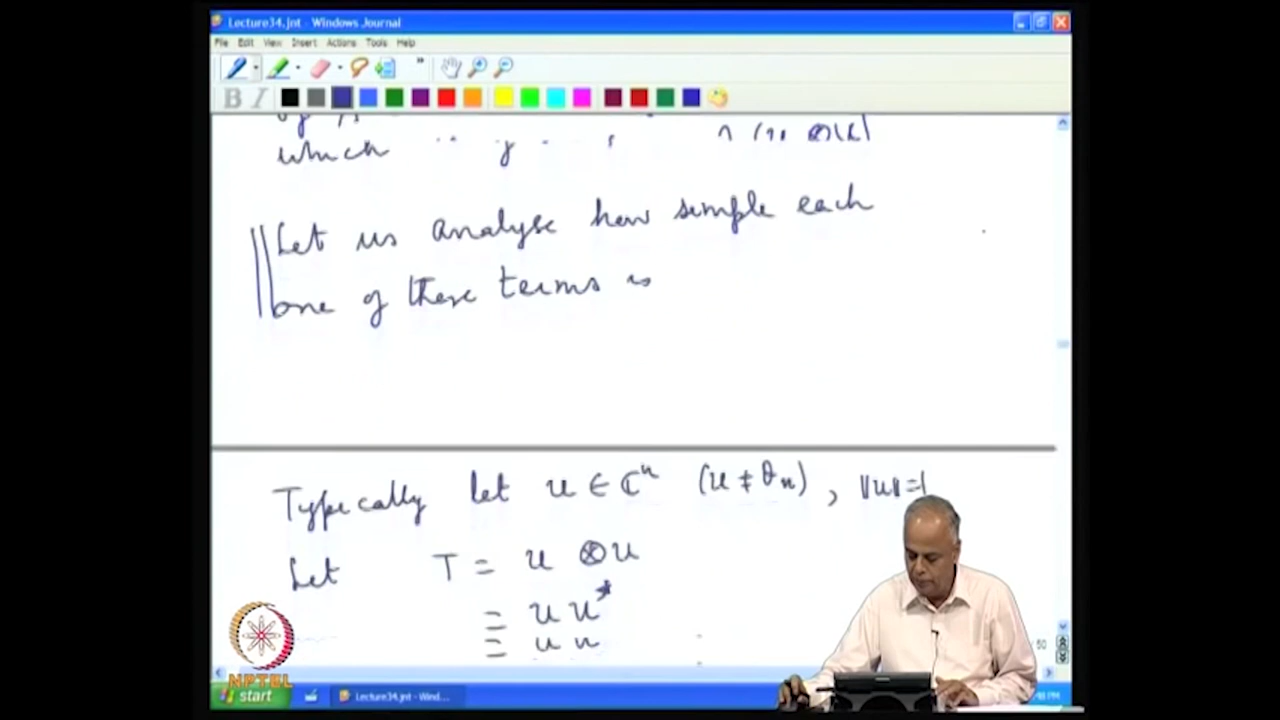 Lecture34.jnt - Windows Journal
File Edit View Insert Actions Tools Help
B I
which
Let us analyse how simple each
one of these terms is
Typically let u ∈ ℂⁿ (u ≠ θₙ), ‖u‖=1
Let T = u ⊗ u
= u u*
= u u
NPTEL
start Lecture34.jnt - Wind...